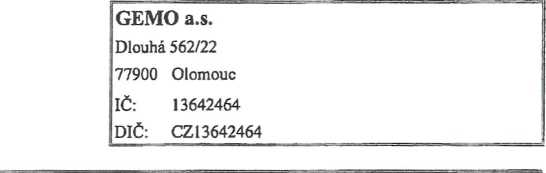 GEMO a.s.
Dlouhá 562/22
77900 Olomouc
IČ: 13642464
DIČ: CZ13642464